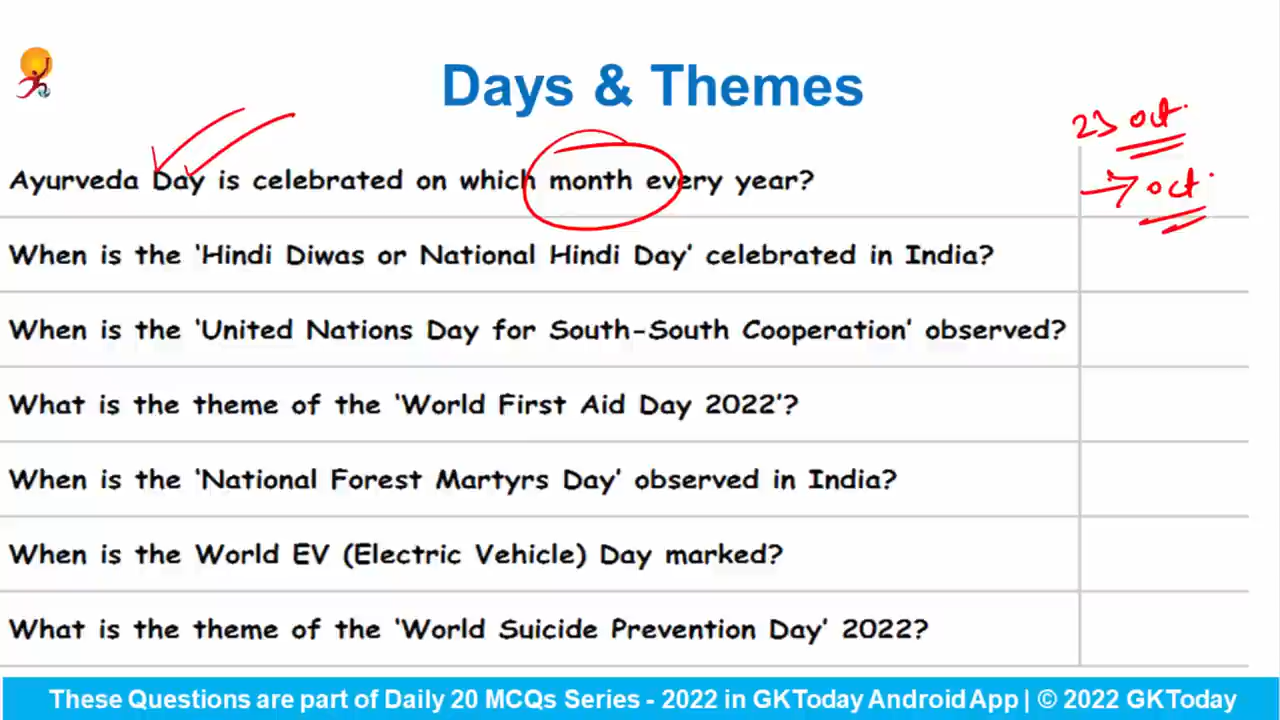 Days & Themes
23 Oct.
Ayurveda Day is celebrated on which month every year?
→ Oct.
When is the 'Hindi Diwas or National Hindi Day' celebrated in India?
When is the 'United Nations Day for South-South Cooperation' observed?
What is the theme of the 'World First Aid Day 2022'?
When is the 'National Forest Martyrs Day' observed in India?
When is the World EV (Electric Vehicle) Day marked?
What is the theme of the 'World Suicide Prevention Day' 2022?
These Questions are part of Daily 20 MCQs Series - 2022 in GKToday Android App | © 2022 GKToday